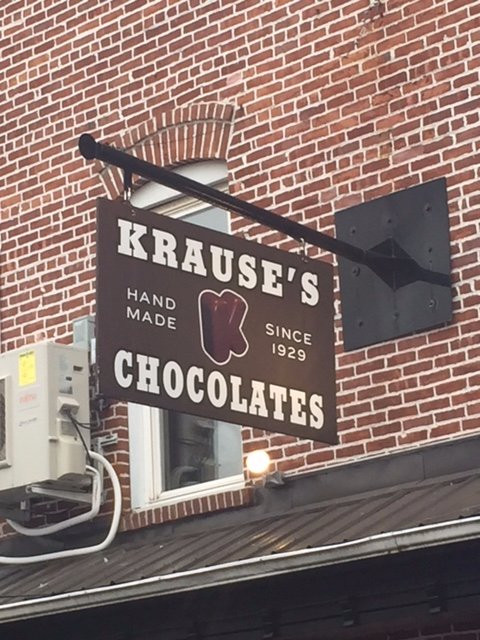 KRAUSE'S
HAND
MADE
K
SINCE
1929
CHOCOLATES